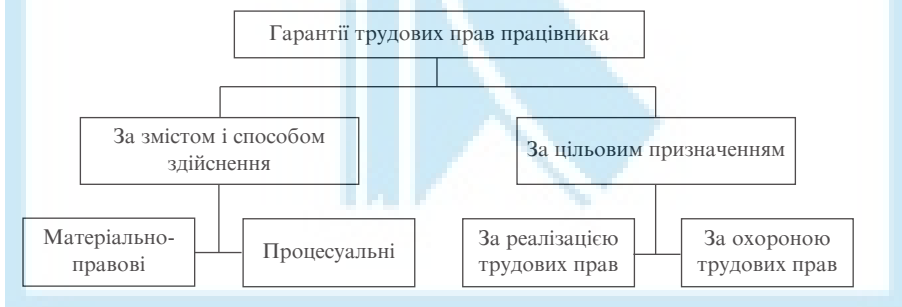 Гарантії трудових прав працівника
За змістом і способом
здійснення
За цільовим призначенням
Матеріально-
правові
Процесуальні
За реалізацією
трудових прав
За охороною
трудових прав